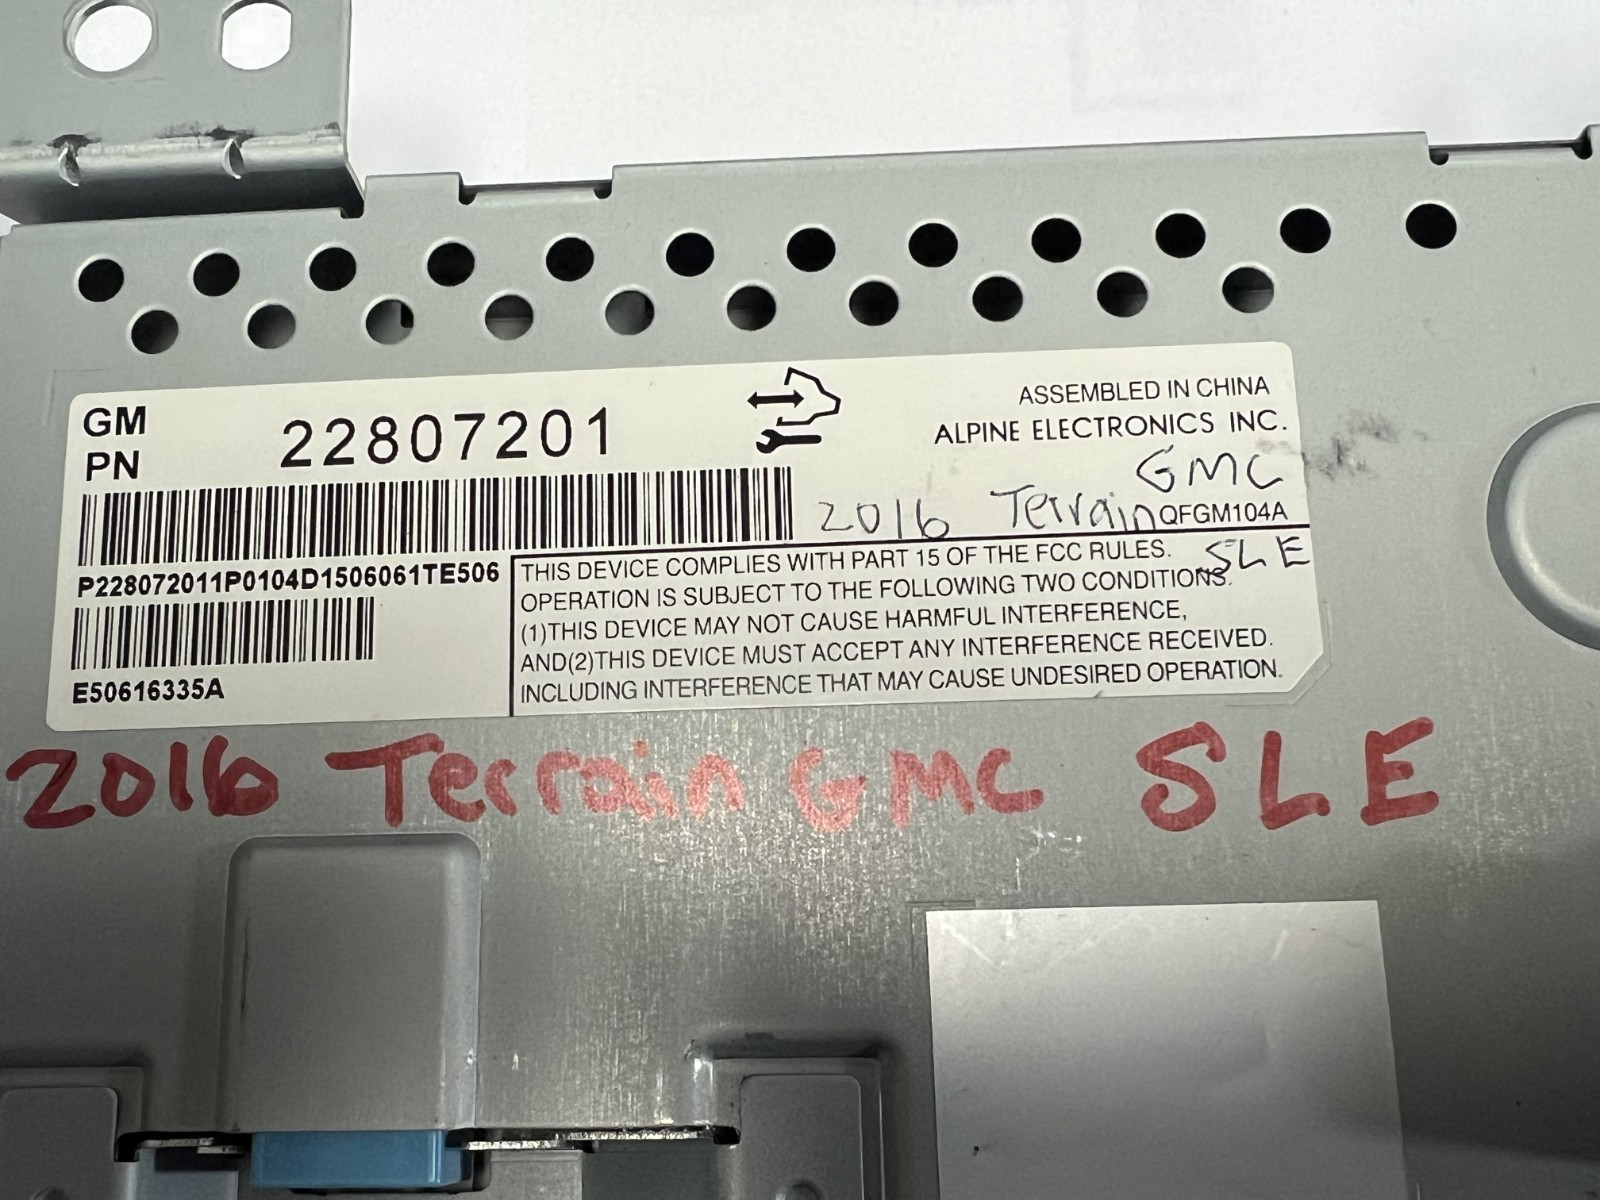 GM
PN
22807201
ASSEMBLED IN CHINA
ALPINE ELECTRONICS INC.
GMC
2016 Terrain QFGM104A
SLE
P228072011P0104D1506061TE506
E50616335A
THIS DEVICE COMPLIES WITH PART 15 OF THE FCC RULES.
OPERATION IS SUBJECT TO THE FOLLOWING TWO CONDITIONS.
(1)THIS DEVICE MAY NOT CAUSE HARMFUL INTERFERENCE,
AND(2)THIS DEVICE MUST ACCEPT ANY INTERFERENCE RECEIVED.
INCLUDING INTERFERENCE THAT MAY CAUSE UNDESIRED OPERATION.
2016 Terrain GMC SLE